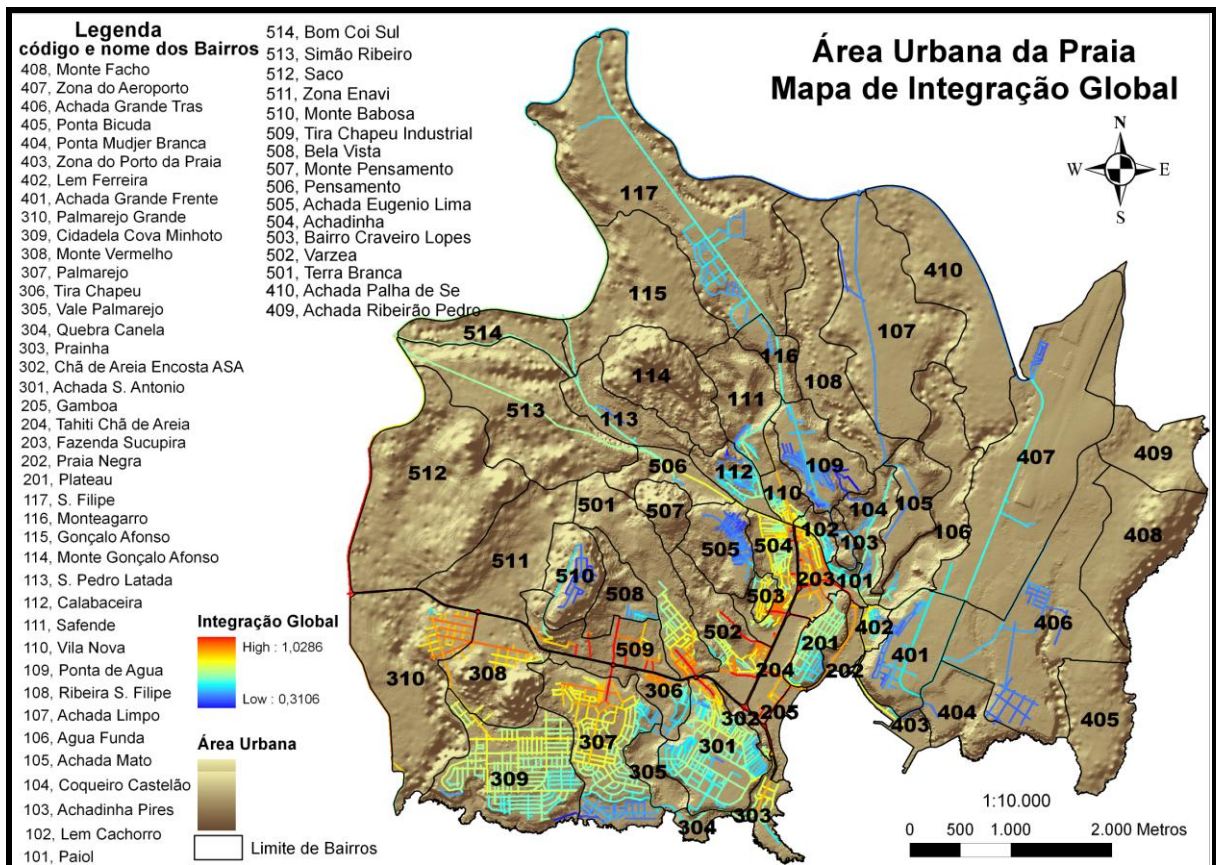 Legenda
código e nome dos Bairros
408, Monte Facho
407, Zona do Aeroporto
406, Achada Grande Tras
405, Ponta Bicuda
404, Ponta Mudjer Branca
403, Zona do Porto da Praia
402, Lem Ferreira
401, Achada Grande Frente
310, Palmarejo Grande
309, Cidadela Cova Minhoto
308, Monte Vermelho
307, Palmarejo
306, Tira Chapeu
305, Vale Palmarejo
304, Quebra Canela
303, Prainha
302, Chã de Areia Encosta ASA
301, Achada S. Antonio
205, Gamboa
204, Tahiti Chã de Areia
203, Fazenda Sucupira
202, Praia Negra
201, Plateau
117, S. Filipe
116, Monteagarro
115, Gonçalo Afonso
114, Monte Gonçalo Afonso
113, S. Pedro Latada
112, Calabaceira
111, Safende
110, Vila Nova
109, Ponta de Agua
108, Ribeira S. Filipe
107, Achada Limpo
106, Agua Funda
105, Achada Mato
104, Coqueiro Castelão
103, Achadinha Pires
102, Lem Cachorro
101, Paiol
514, Bom Coi Sul
513, Simão Ribeiro
512, Saco
511, Zona Enavi
510, Monte Babosa
509, Tira Chapeu Industrial
508, Bela Vista
507, Monte Pensamento
506, Pensamento
505, Achada Eugenio Lima
504, Achadinha
503, Bairro Craveiro Lopes
502, Varzea
501, Terra Branca
410, Achada Palha de Se
409, Achada Ribeirão Pedro
Integração Global
High : 1,0286
Low : 0,3106
Área Urbana
Limite de Bairros
Área Urbana da Praia
Mapa de Integração Global
N
W
E
S
117
410
115
107
514
116
108
114
111
513
113
407
409
512
506
112
109
110
105
501
507
104
106
408
102
505
504
103
511
510
203
101
508
503
406
402
502
201
401
509
204
202
310
308
306
404
405
205
302
403
307
301
305
309
303
304
1:10.000
0 500 1.000 2.000 Metros